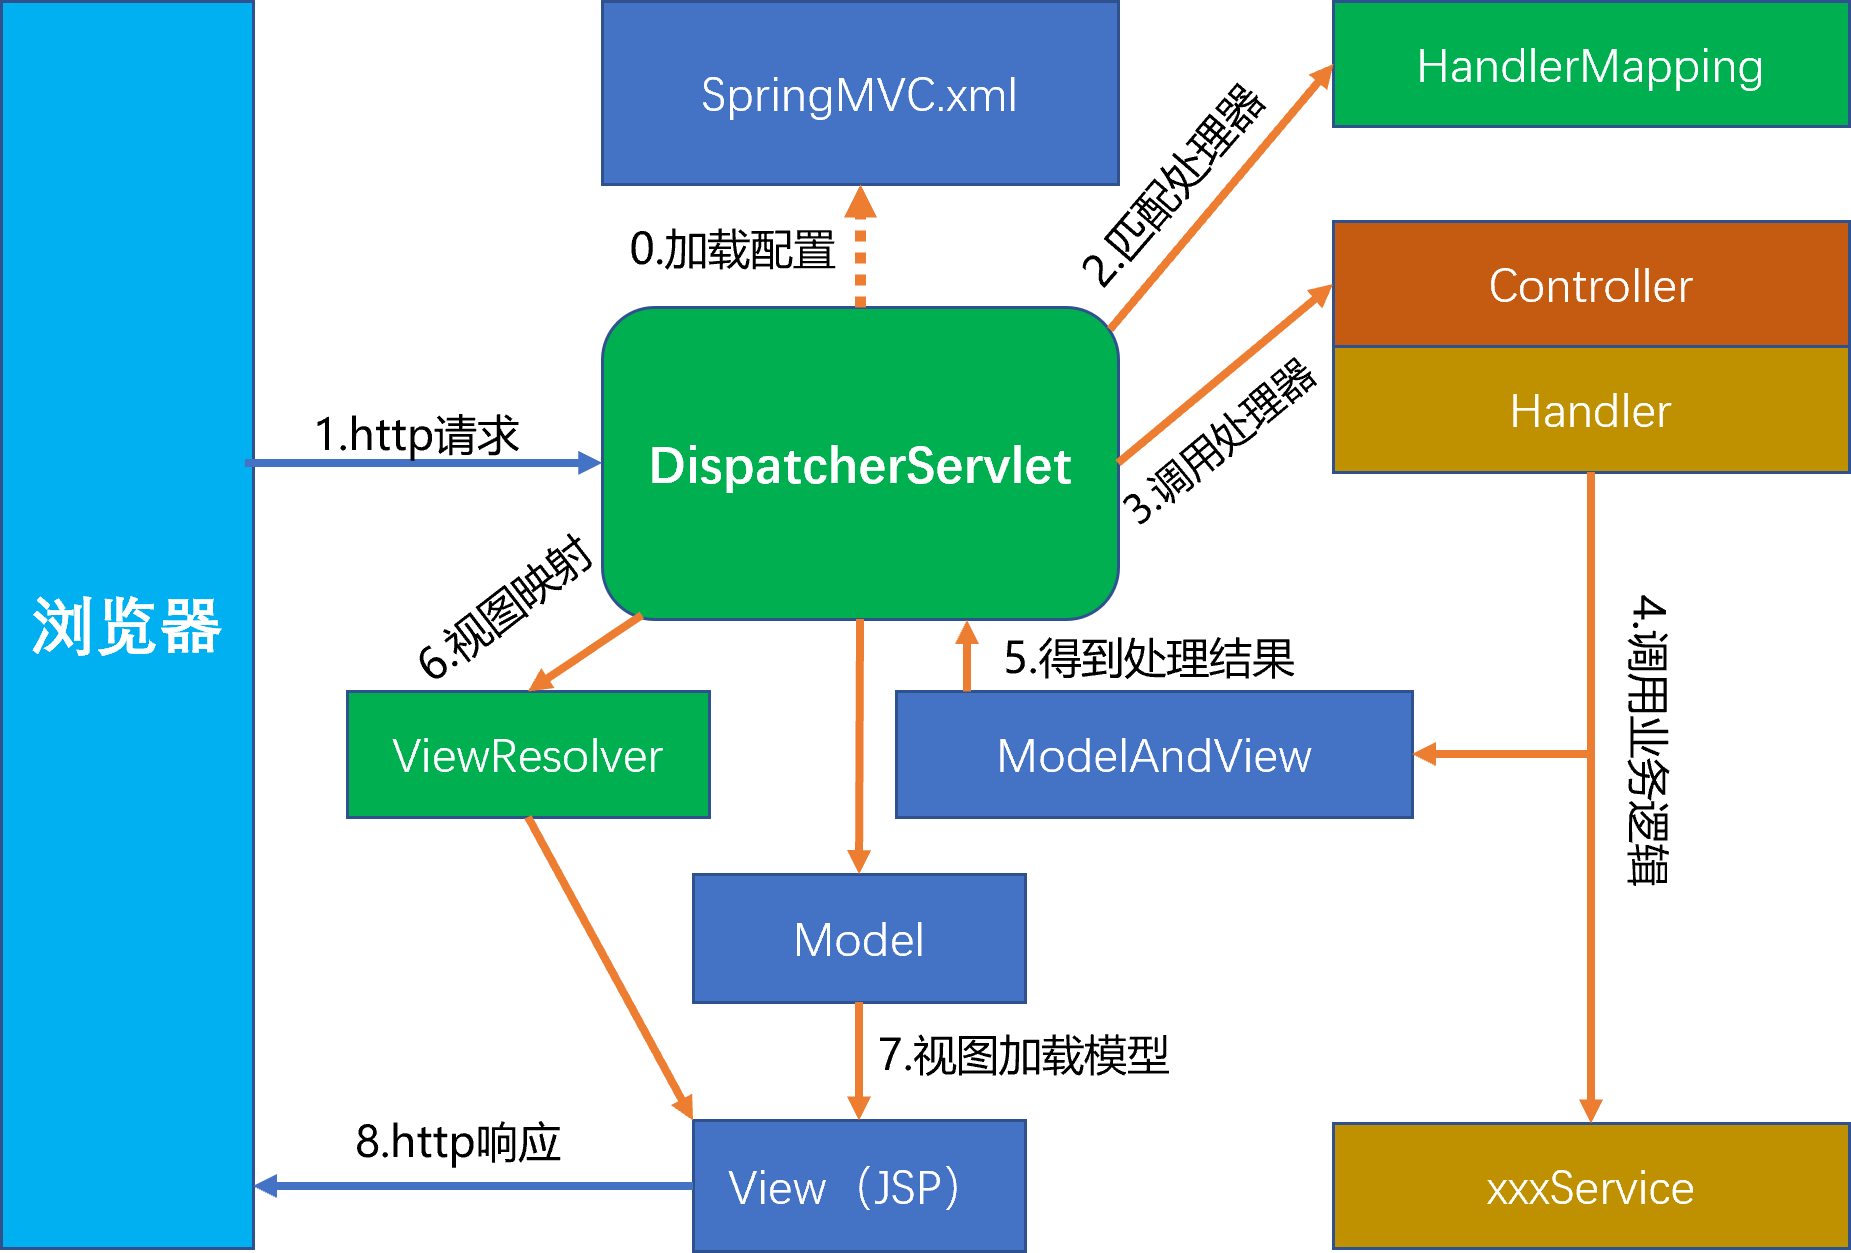 SpringMVC.xml
HandlerMapping
0.加载配置
2.匹配处理器
Controller
Handler
1.http请求
DispatcherServlet
3.调用处理器
浏览器
6.视图映射
5.得到处理结果
4.调用业务逻辑
ViewResolver
ModelAndView
Model
7.视图加载模型
8.http响应
View（JSP）
xxxService